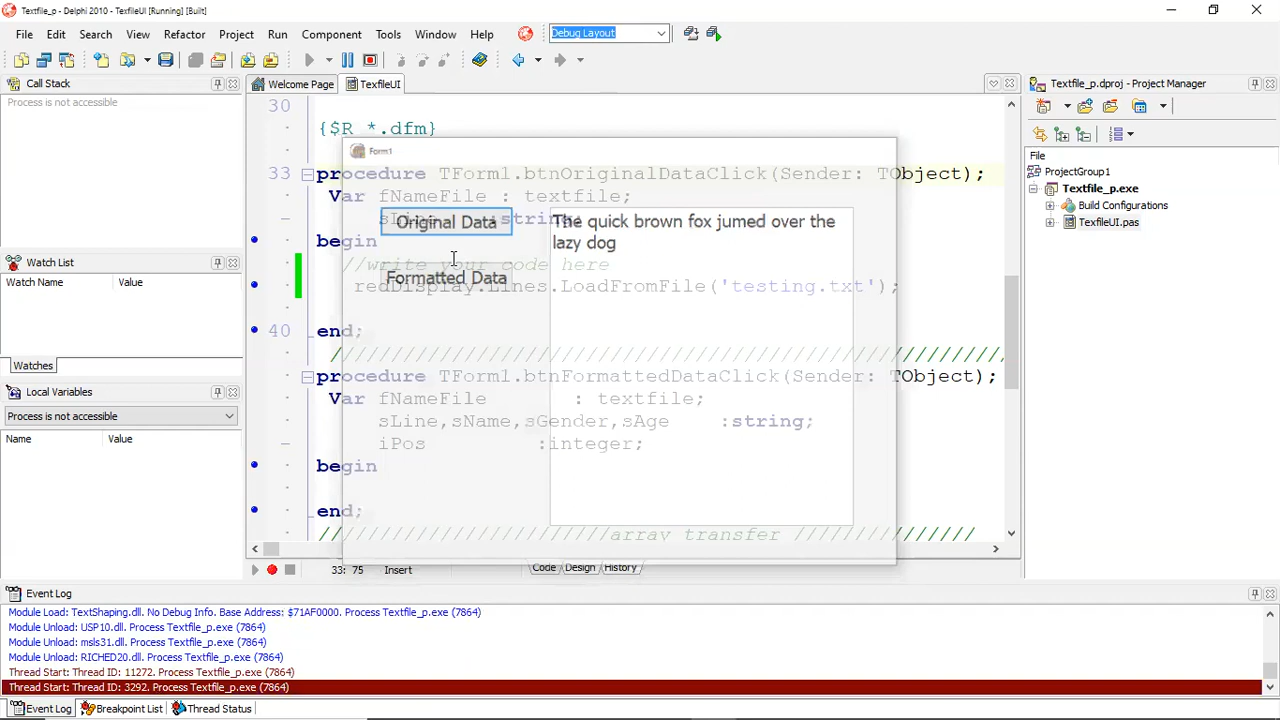 Textfile_p - Delphi 2010 - TexfileUI [Running] [Built]
File Edit Search View Refactor Project Run Component Tools Window Help
Debug Layout
Call Stack
Process is not accessible
Watch List
Watch Name Value
Watches
Local Variables
Process is not accessible
Name Value
Welcome Page TexfileUI
30
{$R *.dfm}
Form1
33 procedure TForm1.btnOriginalDataClick(Sender: TObject);
Var fNameFile : textfile;
:string;
Original Data
The quick brown fox jumed over the
lazy dog
begin
//write your code here
Formatted Data
redDisplay.Lines.LoadFromFile('testing.txt');
40 end;
procedure TForm1.btnFormattedDataClick(Sender: TObject);
Var fNameFile : textfile;
sLine,sName,sGender,sAge :string;
iPos :integer;
begin
end;
////////////////////////array transfer ////////////////
33: 75 Insert Code Design History
Textfile_p.dproj - Project Manager
File
ProjectGroup1
Textfile_p.exe
Build Configurations
TexfileUI.pas
Event Log
Module Load: TextShaping.dll. No Debug Info. Base Address: $71AF0000. Process Textfile_p.exe (7864)
Module Unload: USP10.dll. Process Textfile_p.exe (7864)
Module Unload: msls31.dll. Process Textfile_p.exe (7864)
Module Unload: RICHED20.dll. Process Textfile_p.exe (7864)
Thread Start: Thread ID: 11272. Process Textfile_p.exe (7864)
Thread Start: Thread ID: 3292. Process Textfile_p.exe (7864)
Event Log Breakpoint List Thread Status